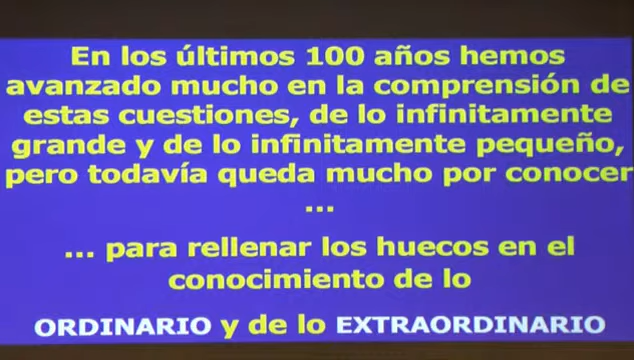 En los últimos 100 años hemos
avanzado mucho en la comprensión de
estas cuestiones, de lo infinitamente
grande y de lo infinitamente pequeño,
pero todavía queda mucho por conocer
...
... para rellenar los huecos en el
conocimiento de lo
ORDINARIO y de lo EXTRAORDINARIO